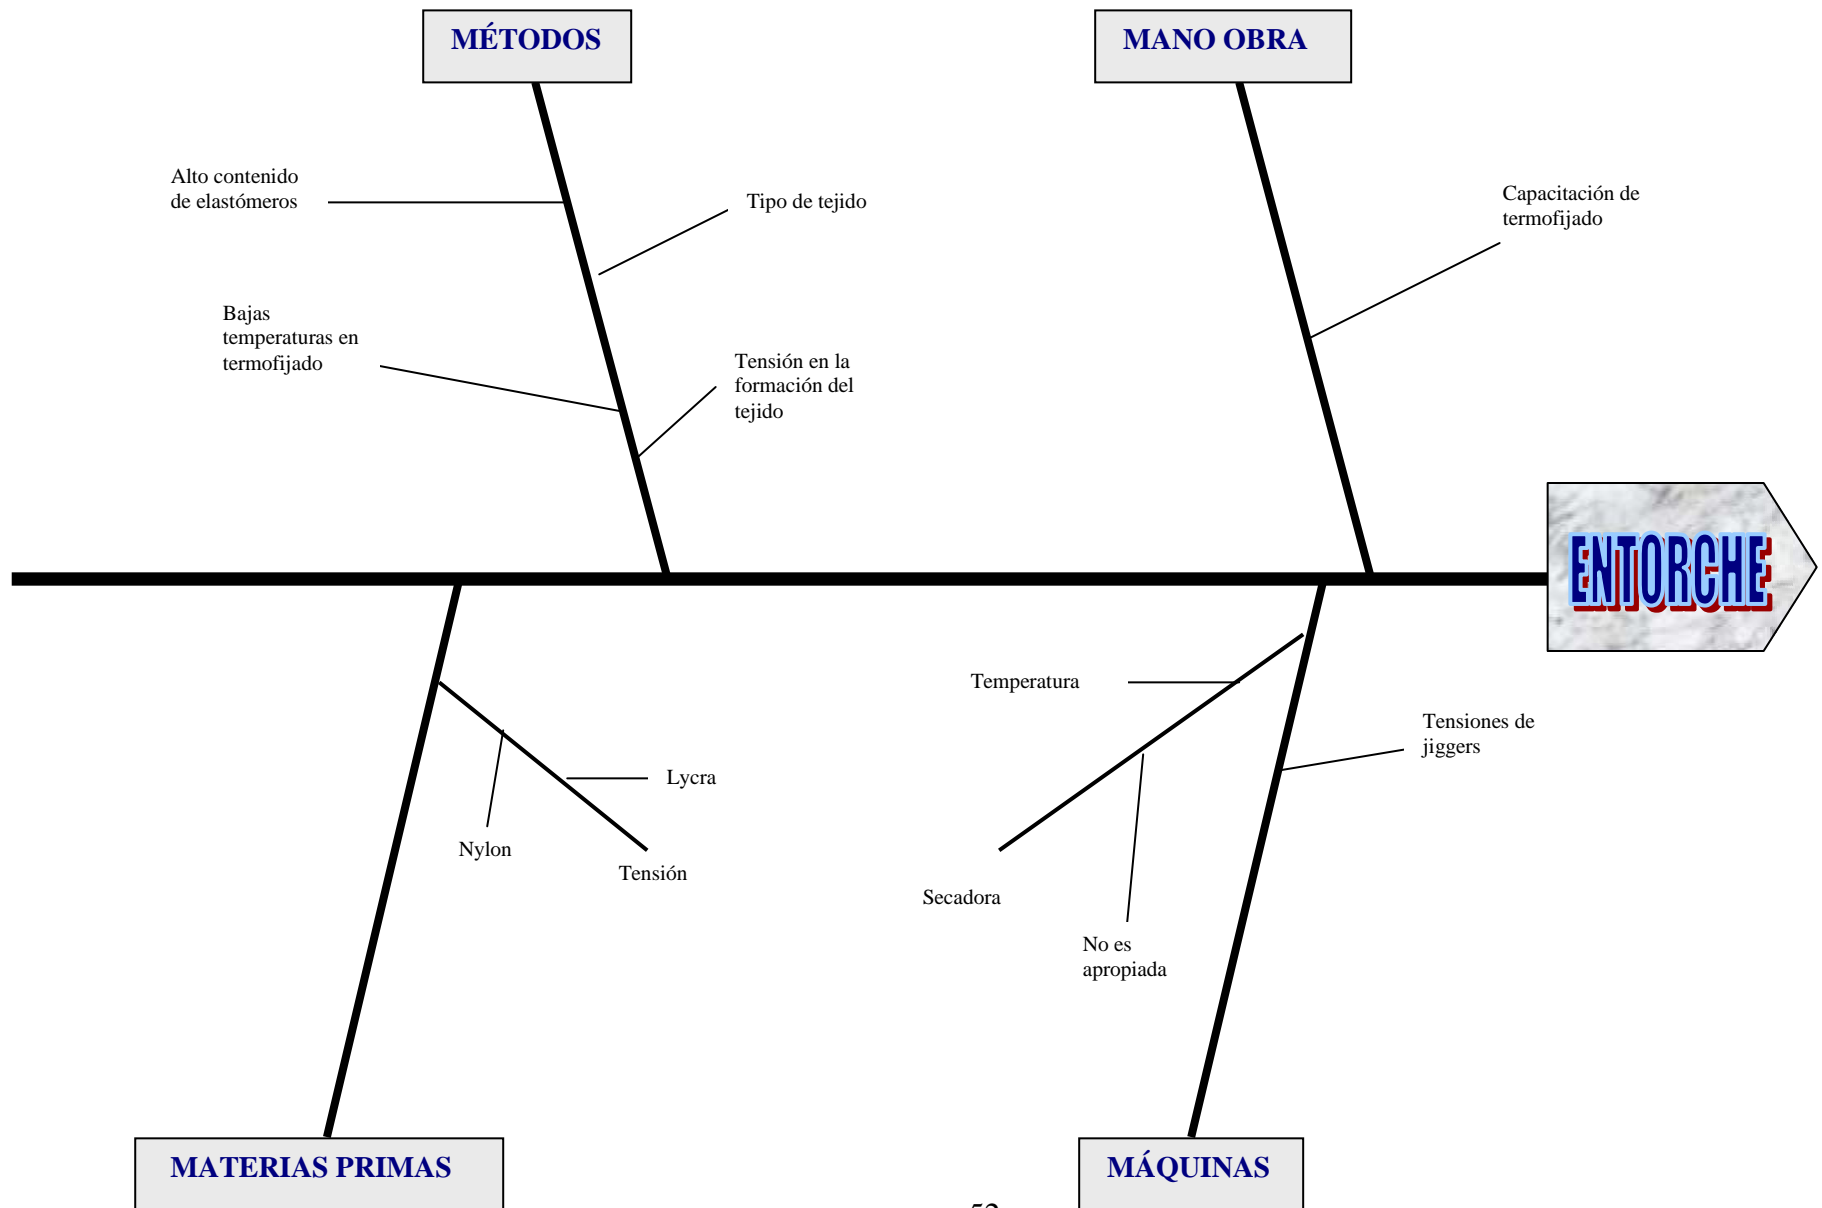 MÉTODOS
MANO OBRA
Alto contenido
de elastómeros
Tipo de tejido
Capacitación de
termofijado
Bajas
temperaturas en
termofijado
Tensión en la
formación del
tejido
ENTORCHE
Temperatura
Tensiones de
jiggers
Lycra
Nylon
Tensión
Secadora
No es
apropiada
MATERIAS PRIMAS
MÁQUINAS
52